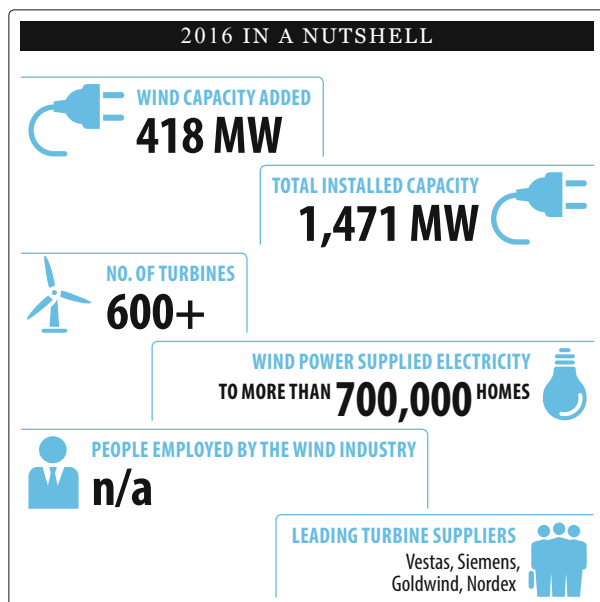 2016 IN A NUTSHELL
WIND CAPACITY ADDED
418 MW
TOTAL INSTALLED CAPACITY
1,471 MW
NO. OF TURBINES
600+
WIND POWER SUPPLIED ELECTRICITY
TO MORE THAN 700,000 HOMES
PEOPLE EMPLOYED BY THE WIND INDUSTRY
n/a
LEADING TURBINE SUPPLIERS
Vestas, Siemens,
Goldwind, Nordex